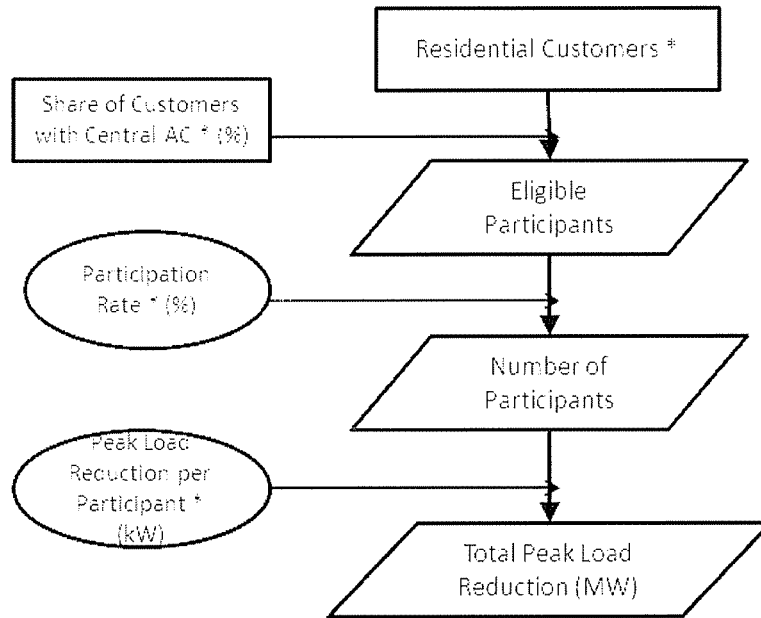 Residential Customers *
Share of Customers
with Central AC * (%)
Eligible
Participants
Participation
Rate * (%)
Number of
Participants
Peak Load
Reduction per
Participant *
(kW)
Total Peak Load
Reduction (MW)